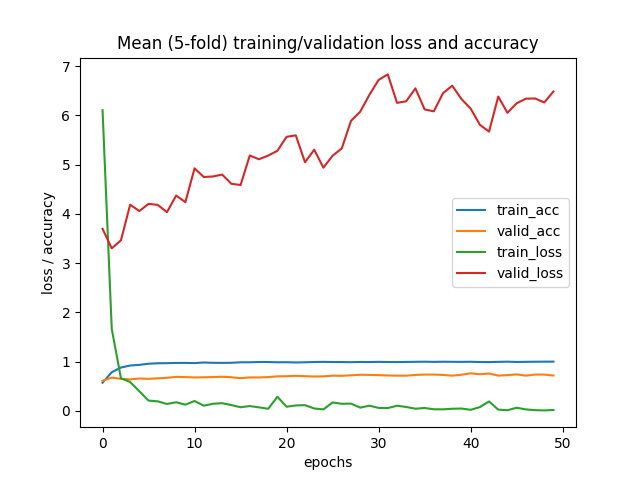 Mean (5-fold) training/validation loss and accuracy
7
6
5
4
3
2
1
0
loss / accuracy
train_acc
valid_acc
train_loss
valid_loss
0 10 20 30 40 50
epochs